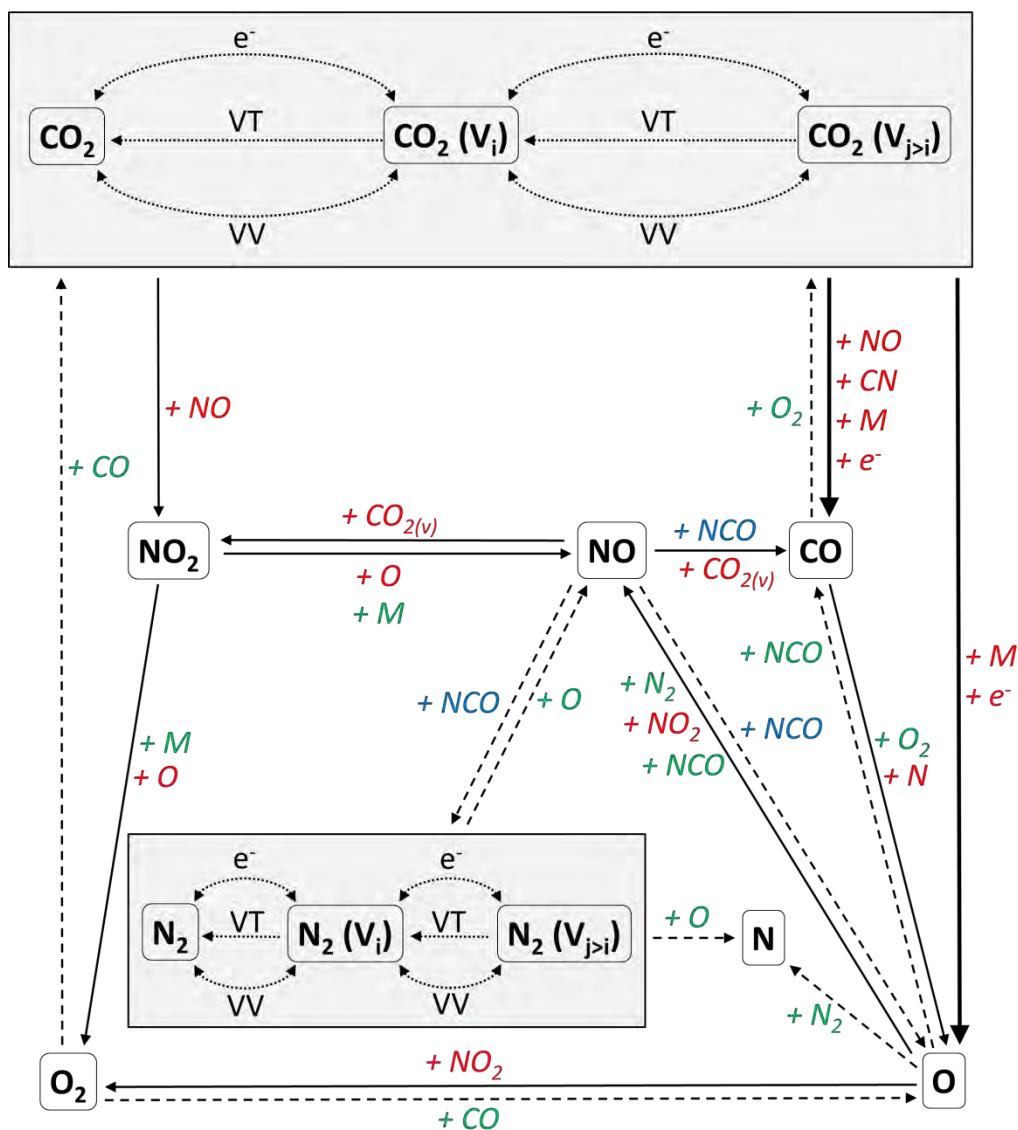 e⁻ e⁻
CO₂ VT CO₂ (Vᵢ) VT CO₂ (Vⱼ>ᵢ)
VV VV
+ NO
+ CN
+ NO + O₂ + M
+ CO + e⁻
+ CO₂(v) + NCO
NO₂ NO CO
+ O + CO₂(v)
+ M
+ NCO + M
+ NCO + O + N₂ + NCO + e⁻
+ NO₂ + O₂
+ M + NCO + N
+ O
e⁻ e⁻
N₂ VT N₂ (Vᵢ) VT N₂ (Vⱼ>ᵢ) + O N
VV VV
+ N₂
+ NO₂
O₂ O
+ CO